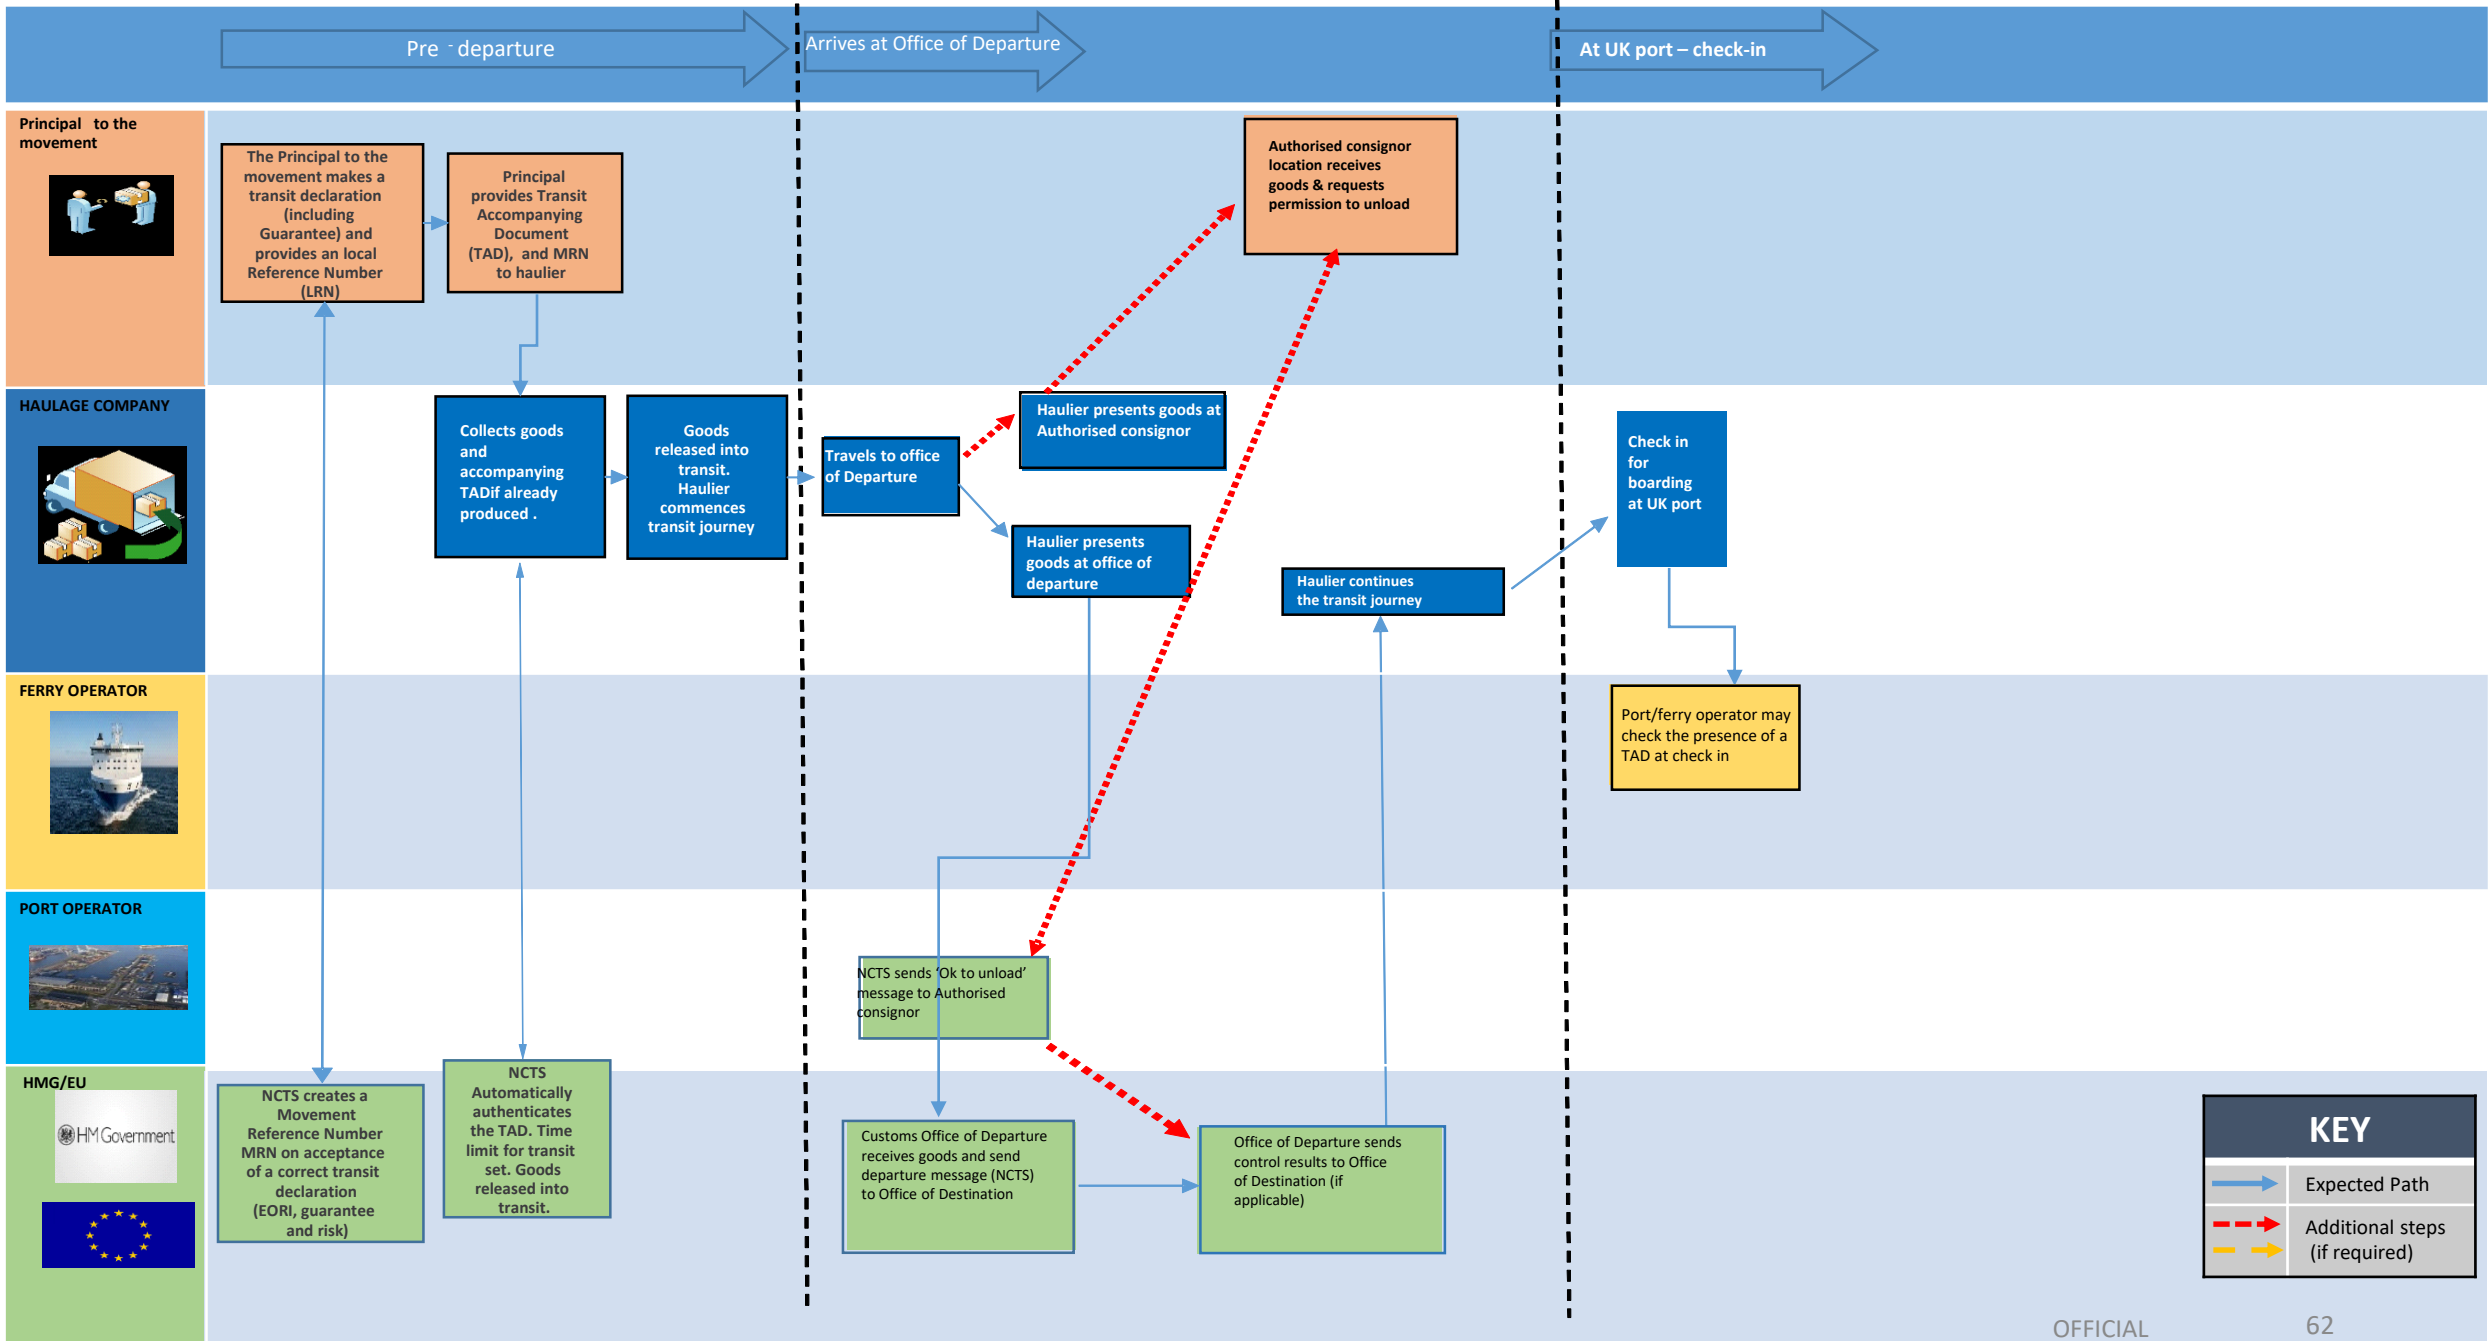 Pre - departure
Arrives at Office of Departure
At UK port – check-in
Principal to the
movement
The Principal to the
movement makes a
transit declaration
(including
Guarantee) and
provides an local
Reference Number
(LRN)
Principal
provides Transit
Accompanying
Document
(TAD), and MRN
to haulier
Authorised consignor
location receives
goods & requests
permission to unload
HAULAGE COMPANY
Collects goods
and
accompanying
TADif already
produced .
Goods
released into
transit.
Haulier
commences
transit journey
Travels to office
of Departure
Haulier presents goods at
Authorised consignor
Haulier presents
goods at office of
departure
Haulier continues
the transit journey
Check in
for
boarding
at UK port
FERRY OPERATOR
Port/ferry operator may
check the presence of a
TAD at check in
PORT OPERATOR
NCTS sends ‘Ok to unload’
message to Authorised
consignor
HMG/EU
HM Government
NCTS creates a
Movement
Reference Number
MRN on acceptance
of a correct transit
declaration
(EORI, guarantee
and risk)
NCTS
Automatically
authenticates
the TAD. Time
limit for transit
set. Goods
released into
transit.
Customs Office of Departure
receives goods and send
departure message (NCTS)
to Office of Destination
Office of Departure sends
control results to Office
of Destination (if
applicable)
KEY
Expected Path
Additional steps
(if required)
OFFICIAL
62